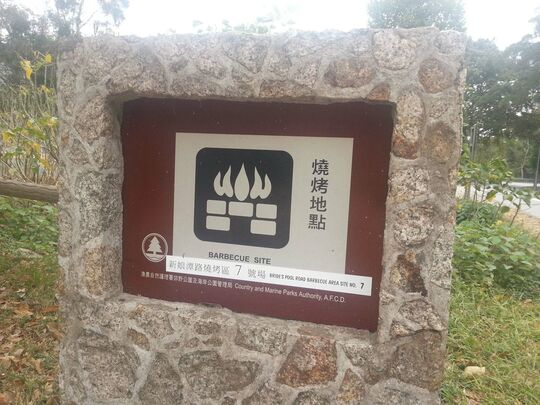 燒烤地點
BARBECUE SITE
新娘潭路燒烤區 7 號場 BRIDE'S POOL ROAD BARBECUE AREA SITE NO. 7
漁農自然護理署郊野公園及海岸公園管理局 Country and Marine Parks Authority, A.F.C.D.